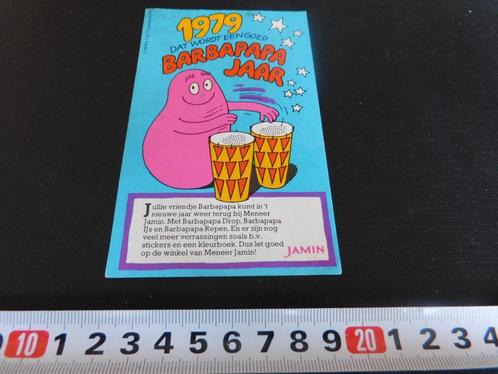 1979
DAT WORDT EEN GOED
BARBAPAPA
JAAR
Jullie vriendje Barbapapa komt in 't
nieuwe jaar weer terug bij Meneer
Jamin. Met Barbapapa Drop, Barbapapa
IJs en Barbapapa Repen. En er zijn nog
veel meer verrassingen zoals b.v.
stickers en een kleurboek. Dus let goed
op de winkel van Meneer Jamin!
JAMIN
10 1 2 3 4 5 6 7 8 9 20 1 2 3 4